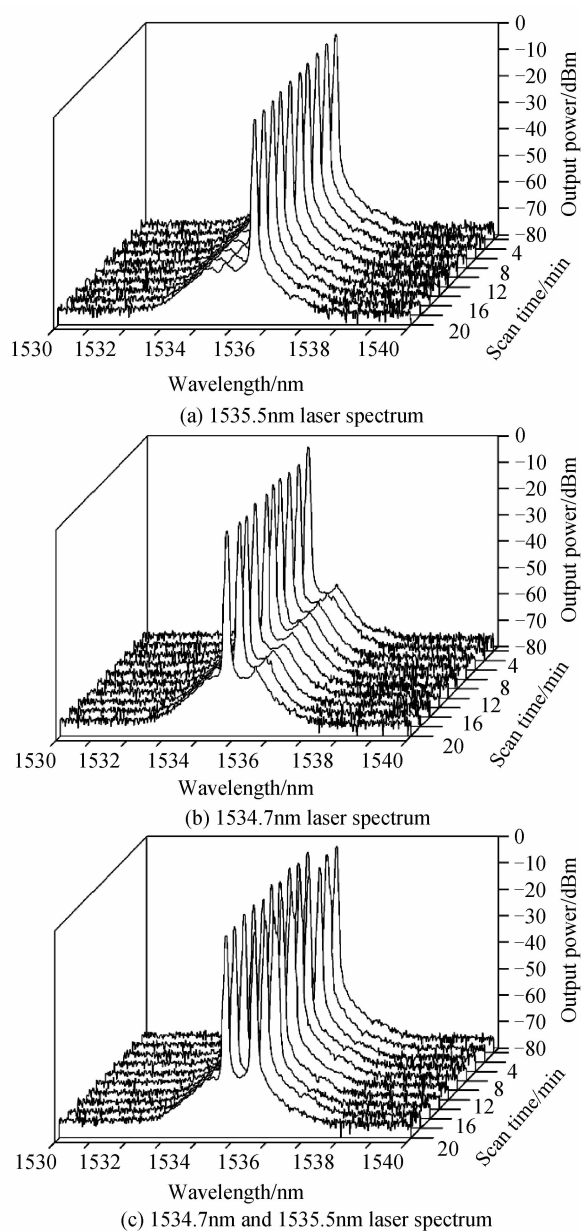 0
−10
−20
−30
−40
−50
−60
−70
−80
Output power/dBm
4
8
12
16
20
Scan time/min
1530 1532 1534 1536 1538 1540
Wavelength/nm
(a) 1535.5nm laser spectrum
0
−10
−20
−30
−40
−50
−60
−70
−80
Output power/dBm
4
8
12
16
20
Scan time/min
1530 1532 1534 1536 1538 1540
Wavelength/nm
(b) 1534.7nm laser spectrum
0
−10
−20
−30
−40
−50
−60
−70
−80
Output power/dBm
4
8
12
16
20
Scan time/min
1530 1532 1534 1536 1538 1540
Wavelength/nm
(c) 1534.7nm and 1535.5nm laser spectrum